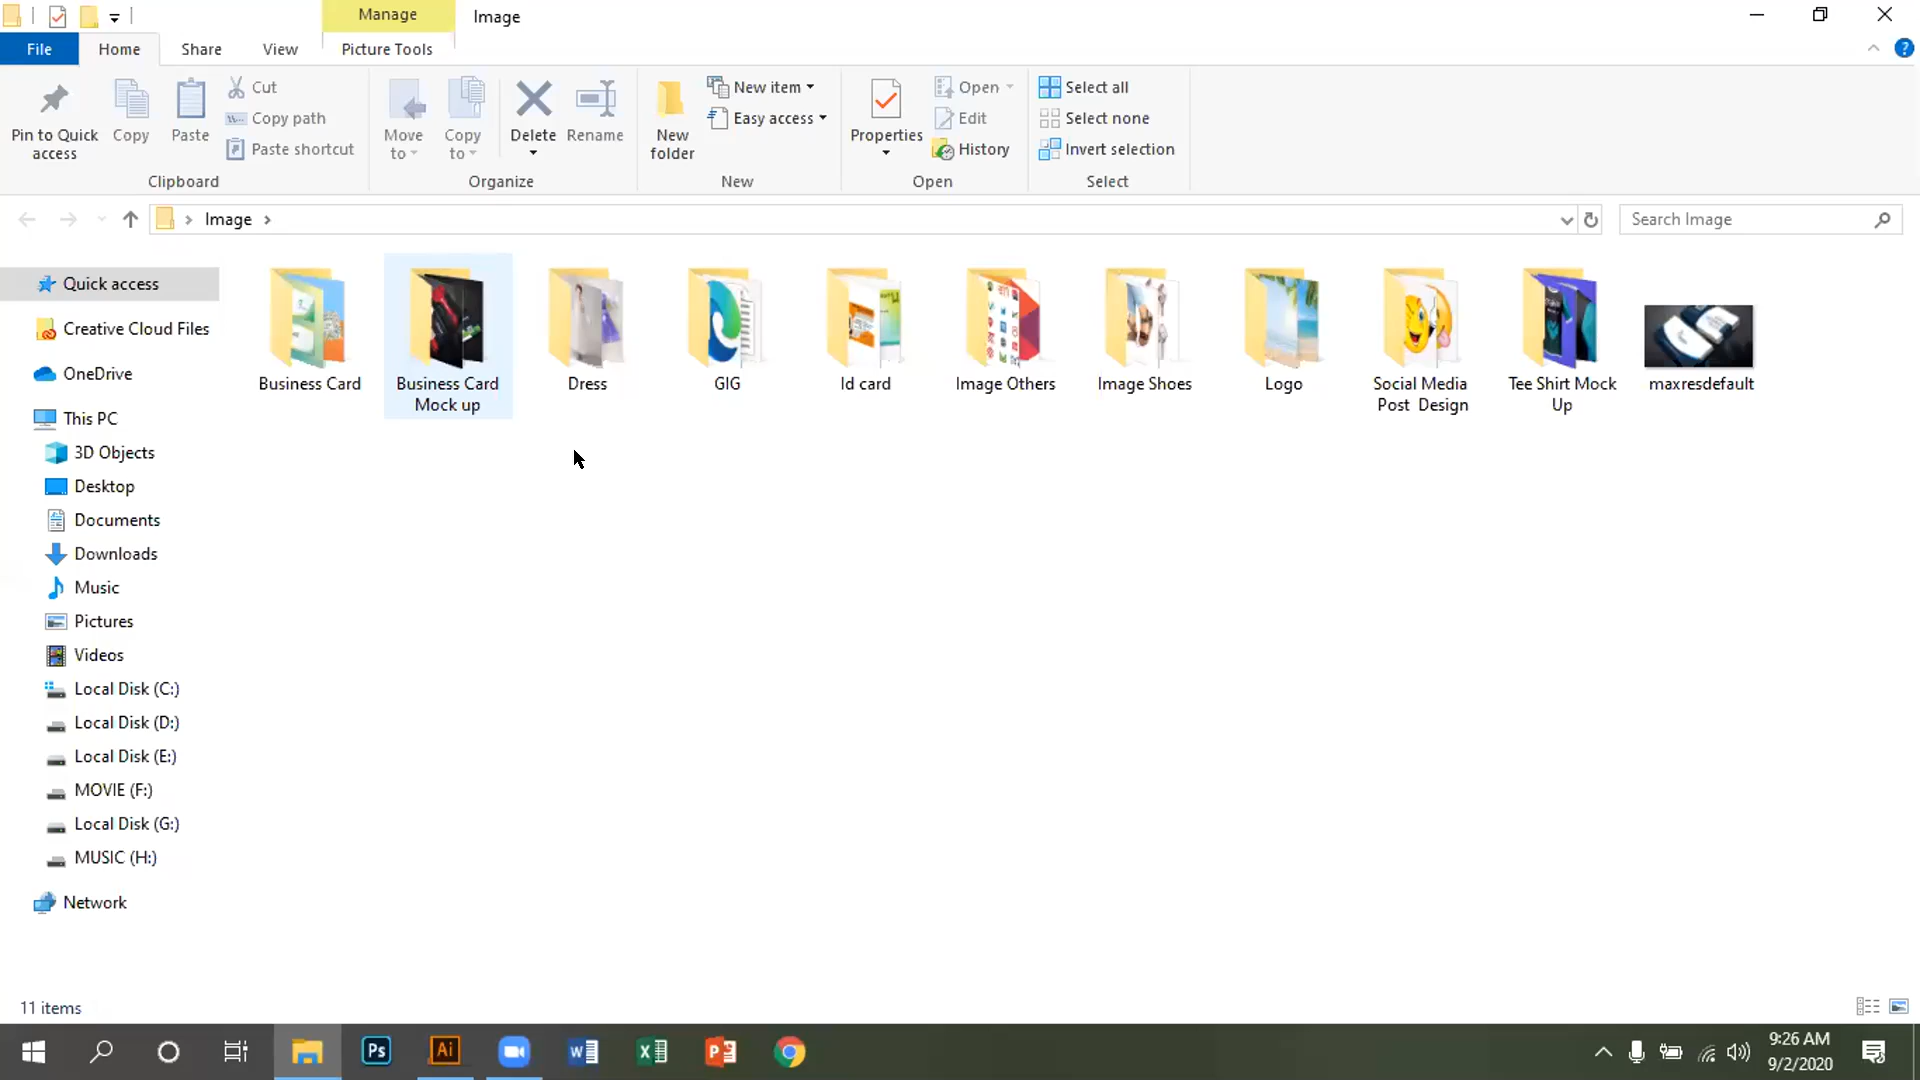 Manage
Image
File
Home
Share
View
Picture Tools
Pin to Quick
access
Copy
Paste
Cut
Copy path
Paste shortcut
Clipboard
Move
to
Copy
to
Delete
Rename
Organize
New
folder
New item
Easy access
New
Properties
Open
Edit
History
Open
Select all
Select none
Invert selection
Select
Image
Search Image
Quick access
Creative Cloud Files
OneDrive
This PC
3D Objects
Desktop
Documents
Downloads
Music
Pictures
Videos
Local Disk (C:)
Local Disk (D:)
Local Disk (E:)
MOVIE (F:)
Local Disk (G:)
MUSIC (H:)
Network
Business Card
Business Card
Mock up
Dress
GIG
Id card
Image Others
Image Shoes
Logo
Social Media
Post Design
Tee Shirt Mock
Up
maxresdefault
11 items
Ps
Ai
9:26 AM
9/2/2020